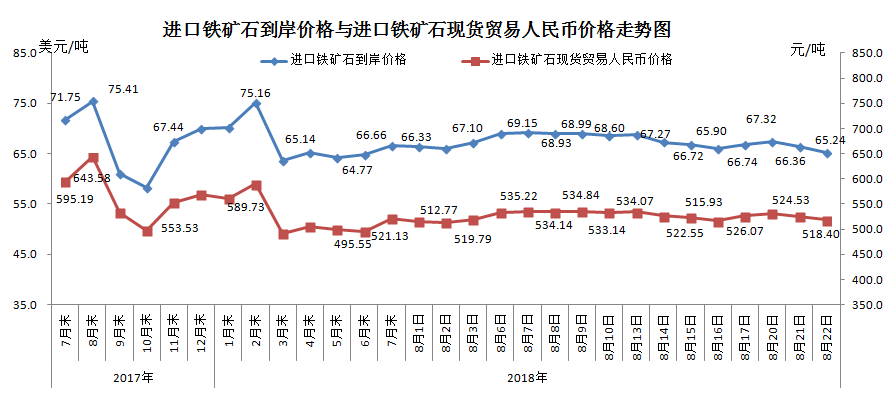 进口铁矿石到岸价格与进口铁矿石现货贸易人民币价格走势图
美元/吨
元/吨
进口铁矿石到岸价格
进口铁矿石现货贸易人民币价格
85.0
75.0
65.0
55.0
45.0
35.0
850.0
800.0
750.0
700.0
650.0
600.0
550.0
500.0
450.0
400.0
350.0
71.75
75.41
67.44
75.16
65.14
64.77
66.66
66.33
67.10
69.15
68.93
68.99
68.60
67.27
66.72
65.90
66.74
67.32
66.36
65.24
595.19
643.58
553.53
589.73
495.55
521.13
512.77
519.79
535.22
534.14
534.84
533.14
534.07
522.55
515.93
526.07
524.53
518.40
7月末
8月末
9月末
10月末
11月末
12月末
1月末
2月末
3月末
4月末
5月末
6月末
7月末
8月1日
8月2日
8月3日
8月6日
8月7日
8月8日
8月9日
8月10日
8月13日
8月14日
8月15日
8月16日
8月17日
8月20日
8月21日
8月22日
2017年
2018年